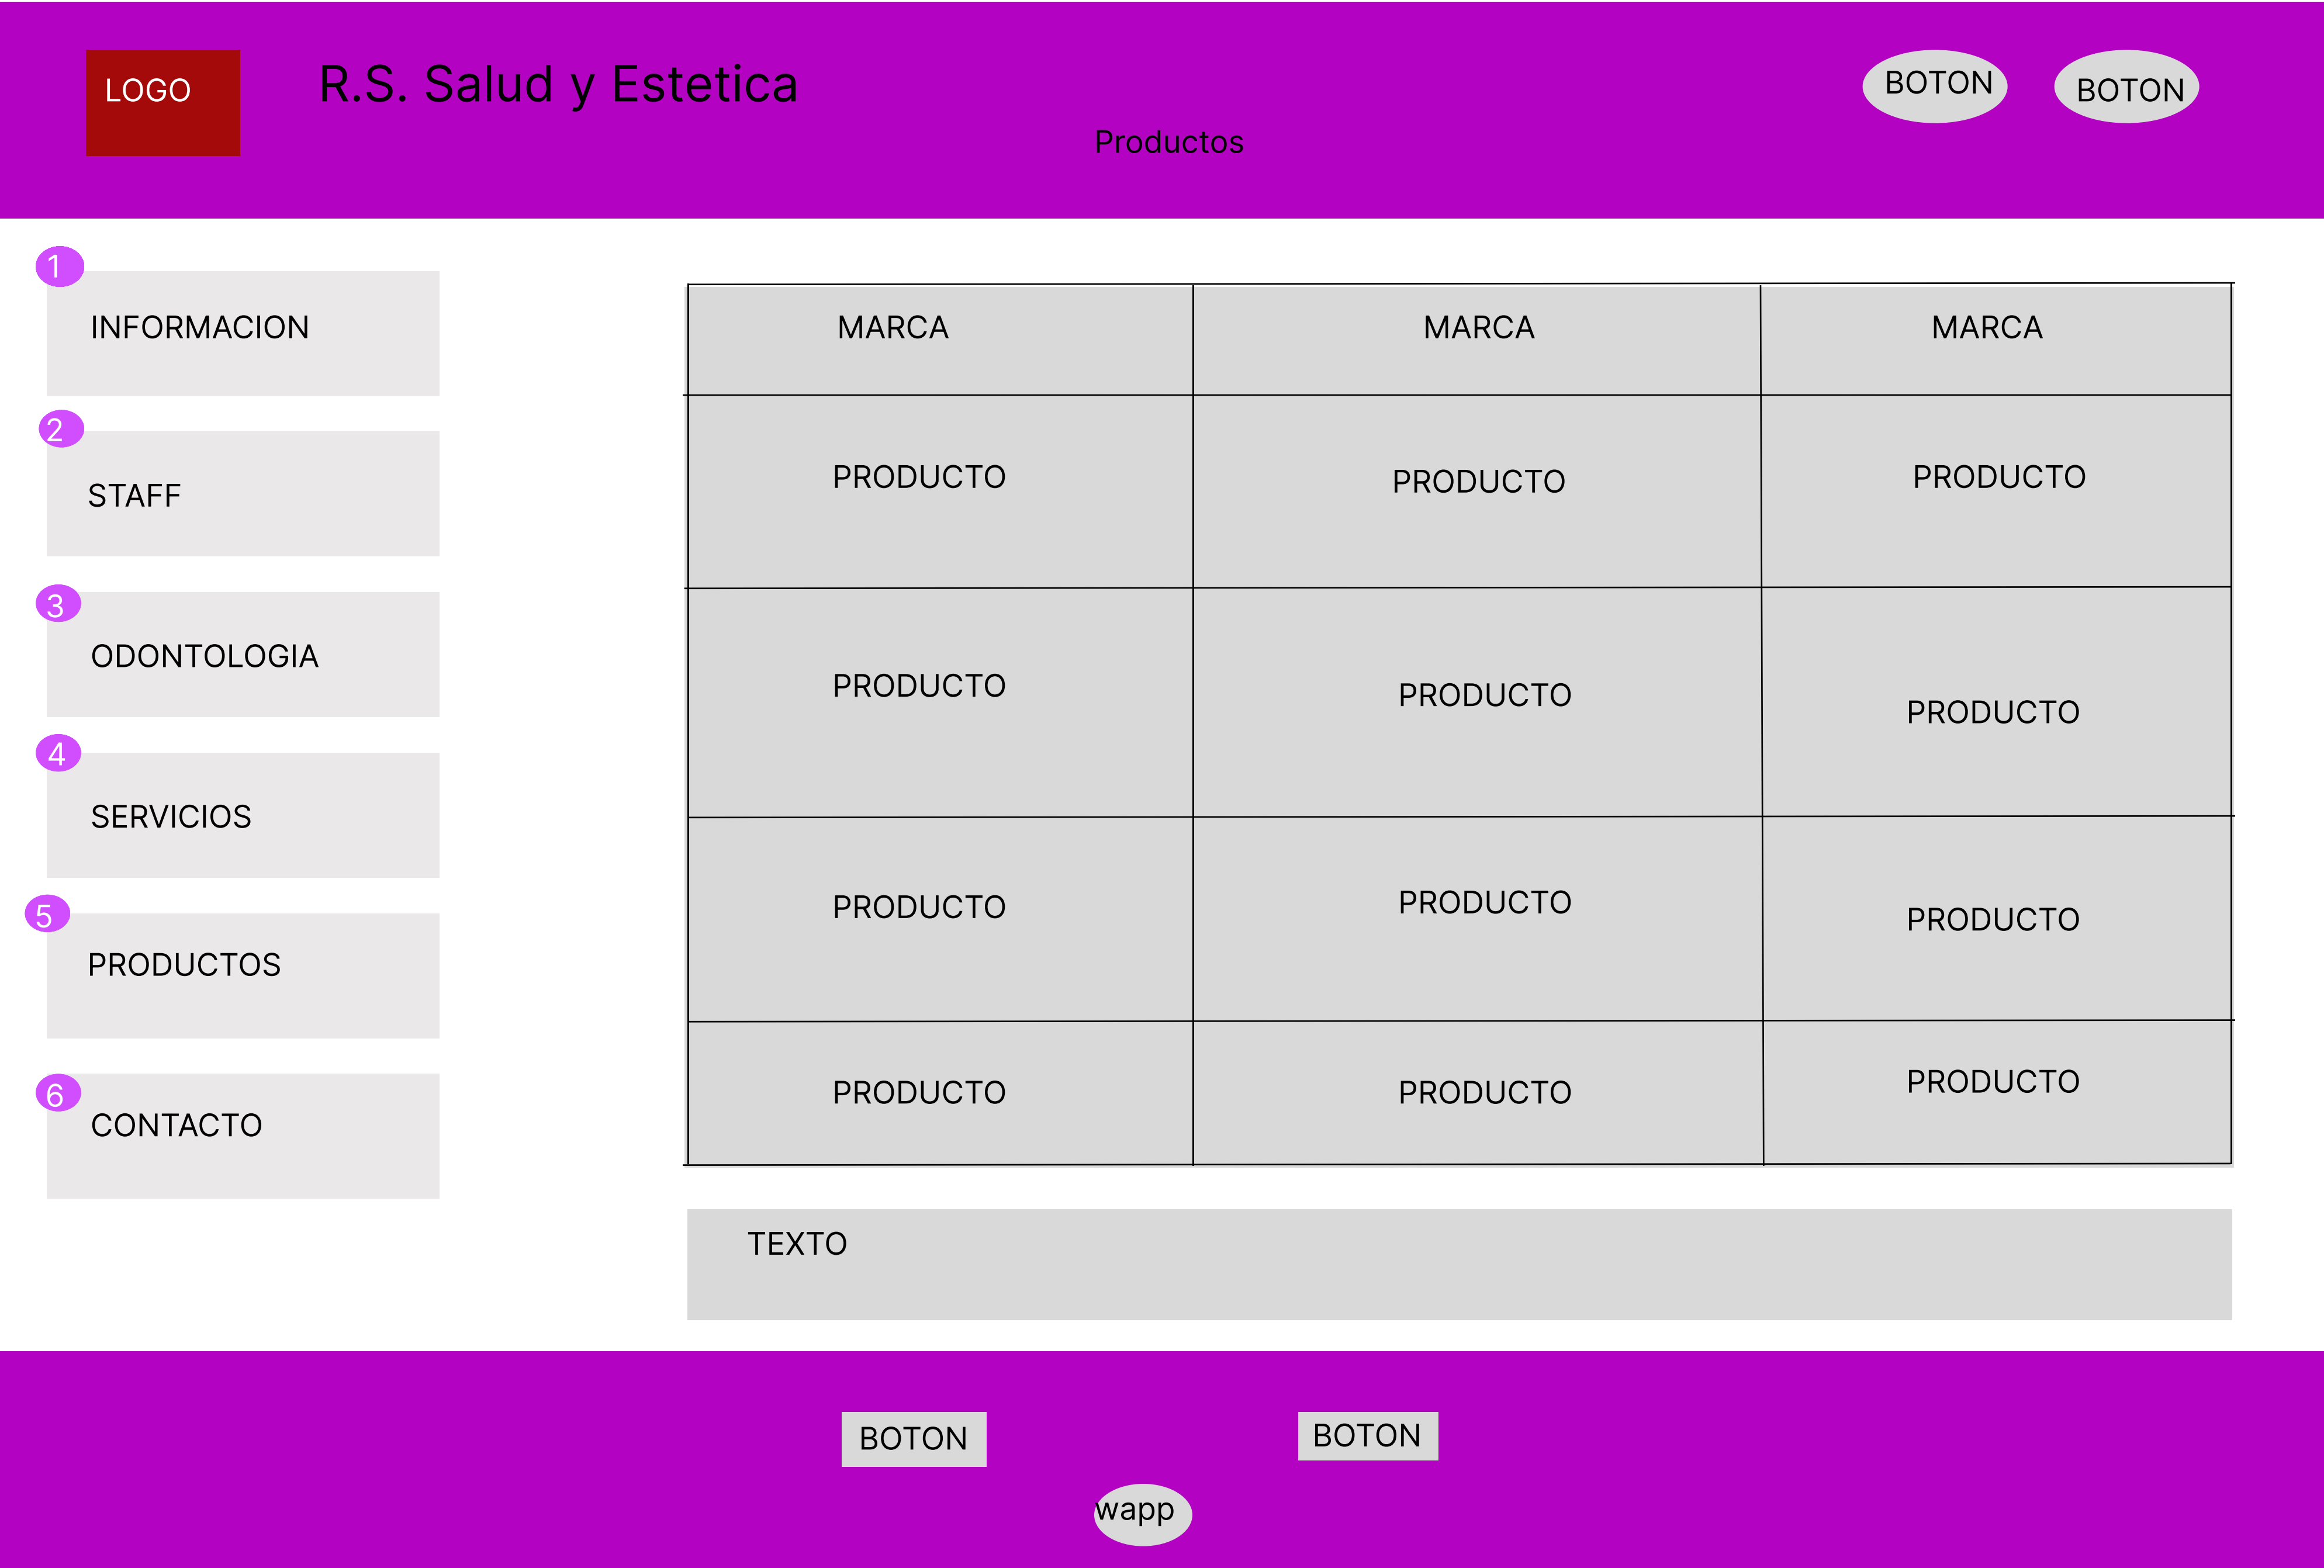 LOGO
R.S. Salud y Estetica
BOTON
BOTON
Productos
1
INFORMACION
2
STAFF
3
ODONTOLOGIA
4
SERVICIOS
5
PRODUCTOS
6
CONTACTO
MARCA MARCA MARCA
PRODUCTO PRODUCTO PRODUCTO
PRODUCTO PRODUCTO PRODUCTO
PRODUCTO PRODUCTO PRODUCTO
PRODUCTO PRODUCTO PRODUCTO
TEXTO
BOTON
BOTON
wapp